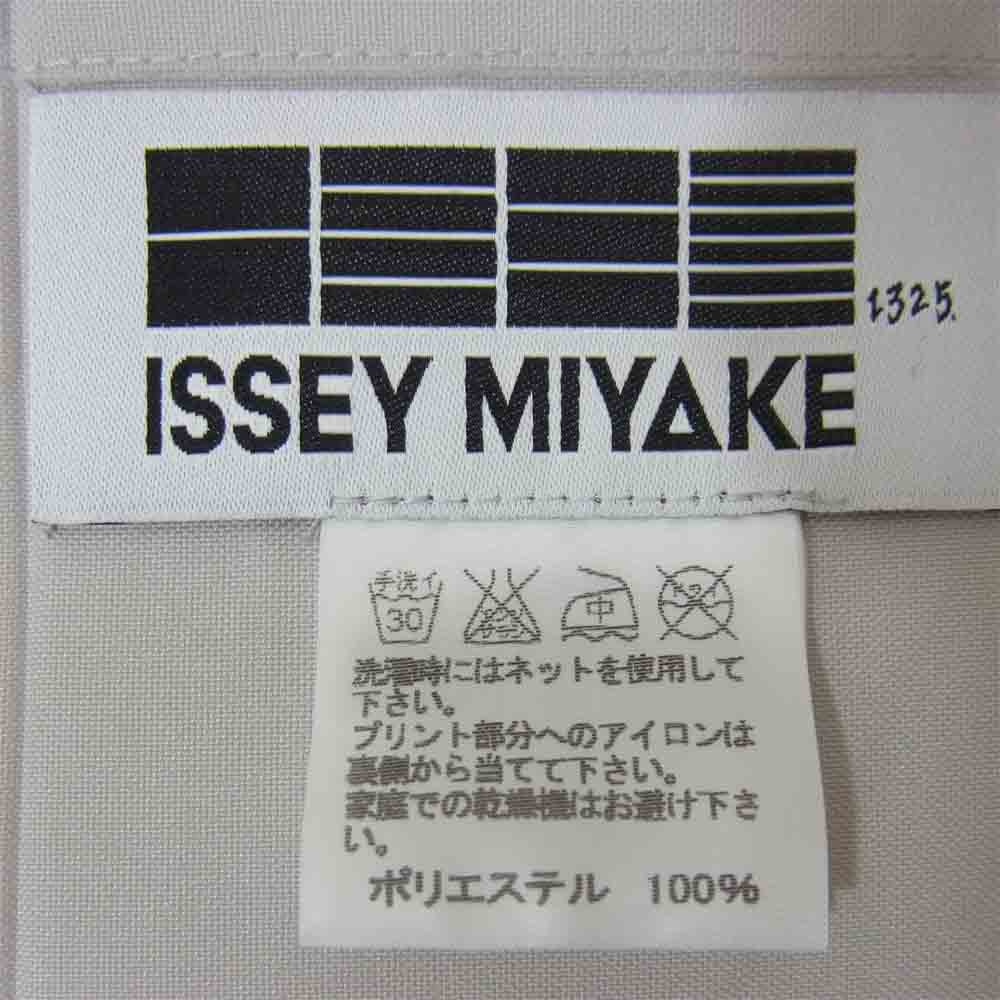 1325.
ISSEY MIYAKE
手洗イ
30
中
洗濯時にはネットを使用して
下さい。
プリント部分へのアイロンは
裏側から当てて下さい。
家庭での乾燥機はお避け下さ
い。
ポリエステル 100%